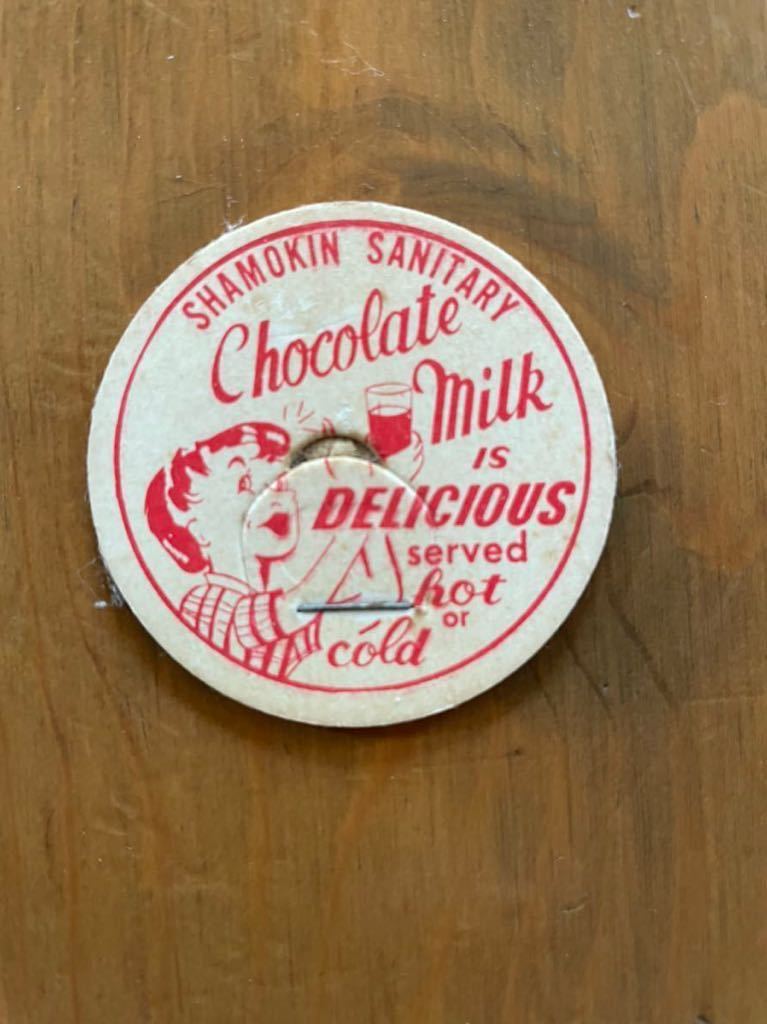 SHAMOKIN SANITARY
Chocolate
Milk
IS
DELICIOUS
served
hot
or
cold